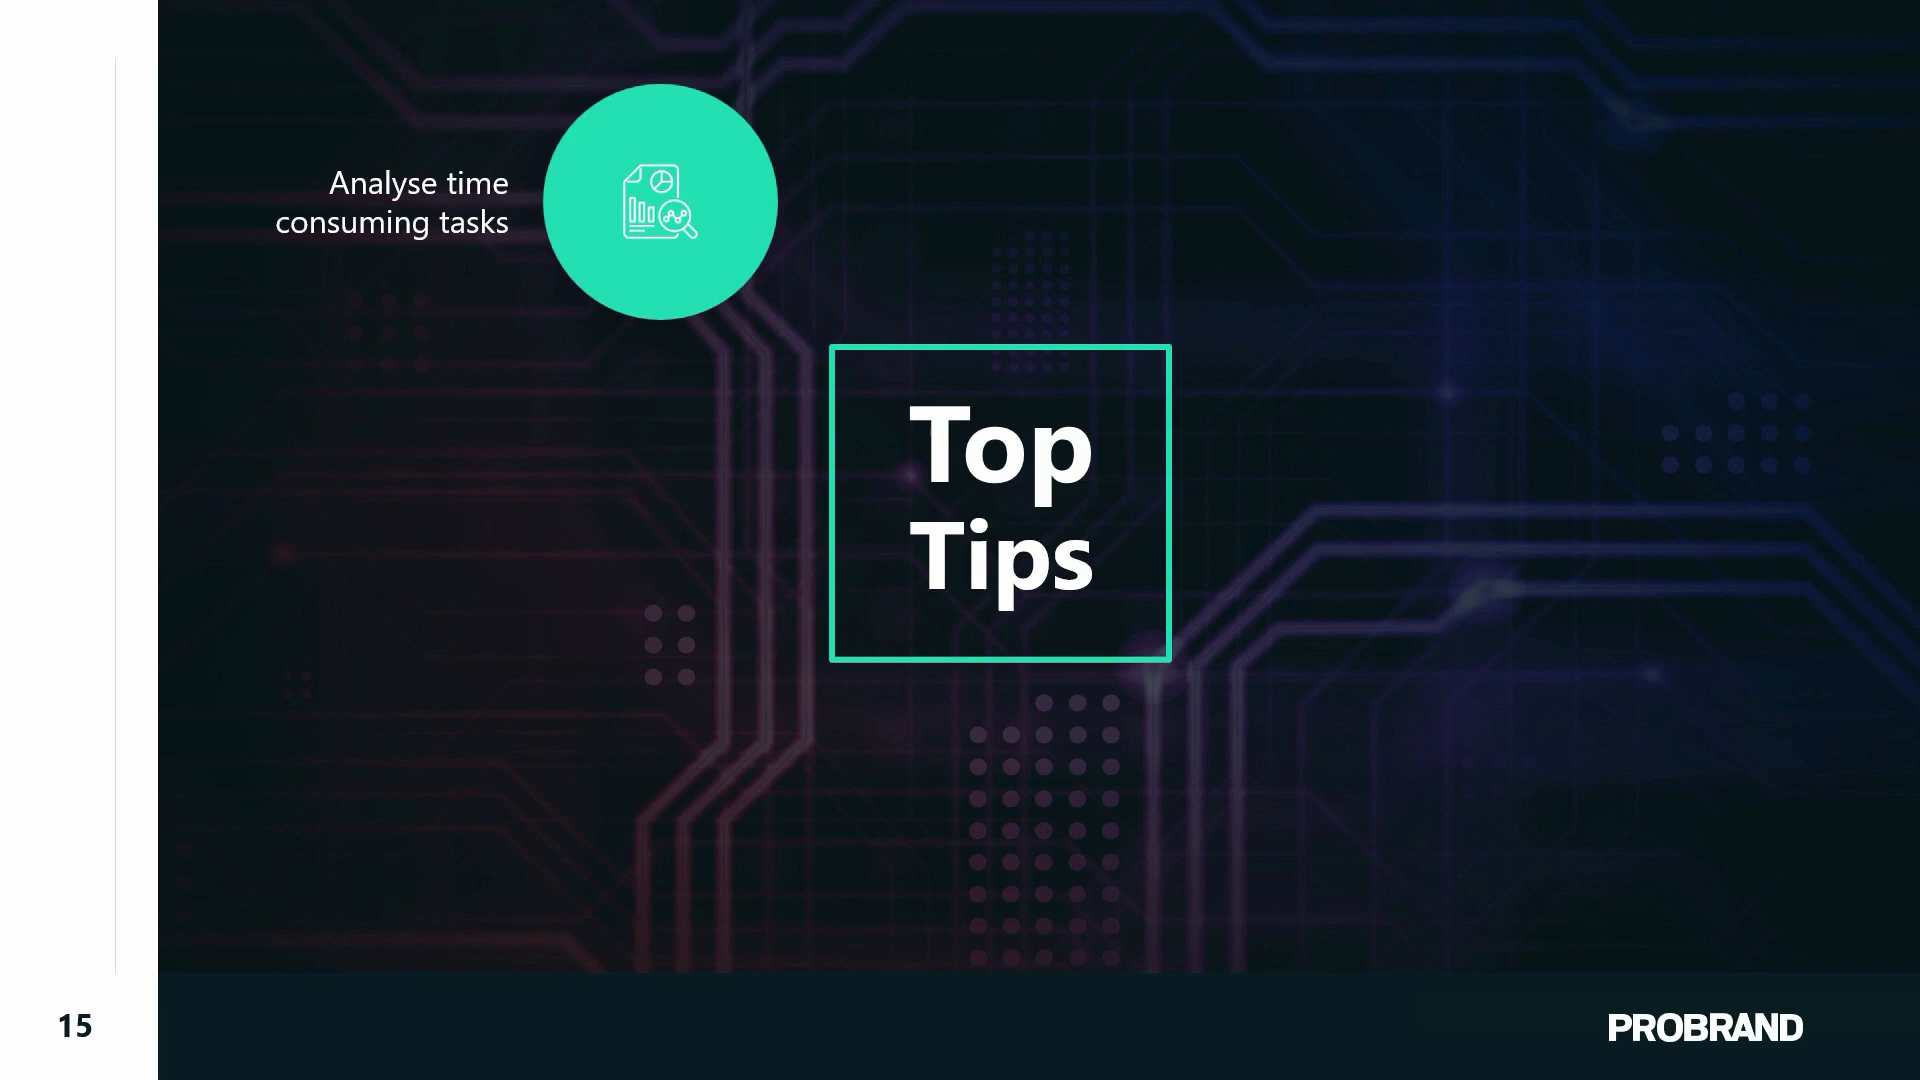 Analyse time
consuming tasks
Top
Tips
15
PROBRAND